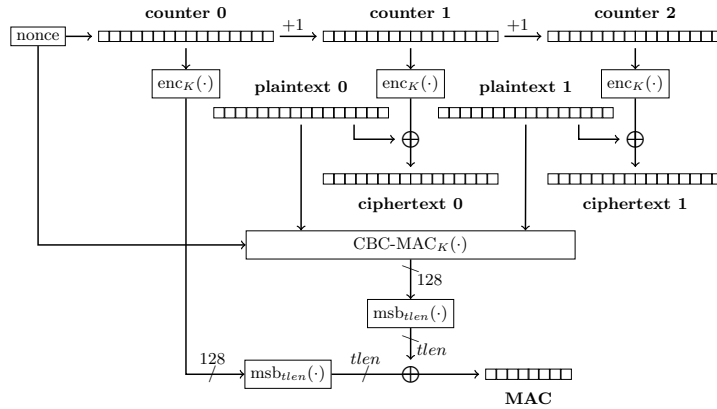 counter 0
counter 1
counter 2
nonce
+1
+1
enc_K(·)
enc_K(·)
enc_K(·)
plaintext 0
plaintext 1
ciphertext 0
ciphertext 1
CBC-MAC_K(·)
128
msb_tlen(·)
tlen
128
msb_tlen(·)
tlen
MAC